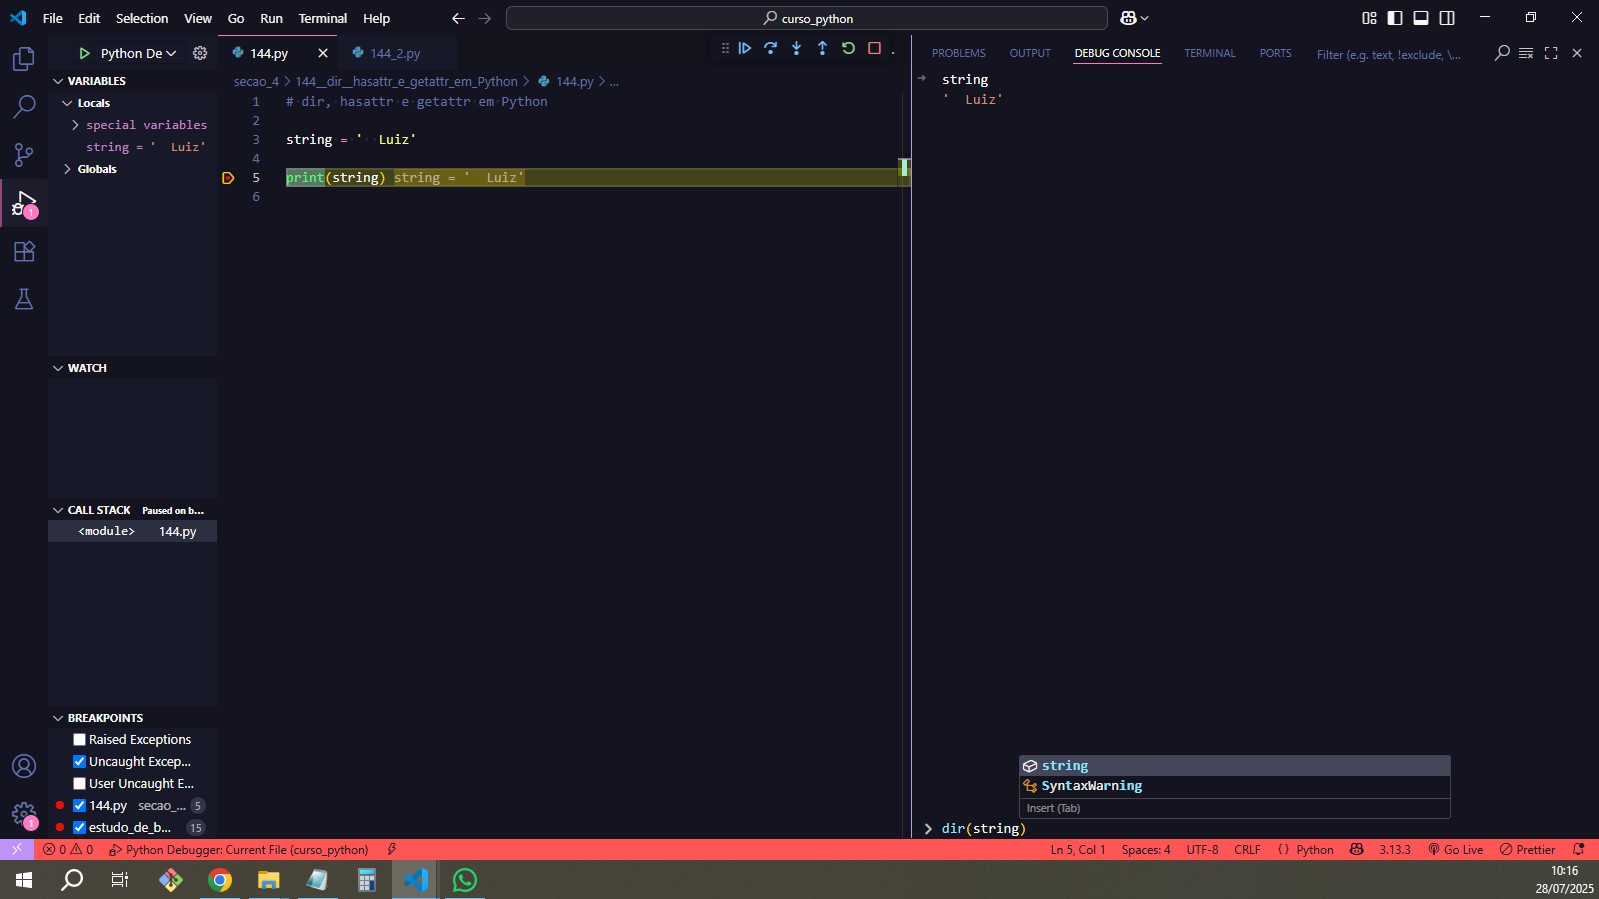 File Edit Selection View Go Run Terminal Help
curso_python
Python De
144.py
144_2.py
PROBLEMS OUTPUT DEBUG CONSOLE TERMINAL PORTS
Filter (e.g. text, !exclude, \...
VARIABLES
Locals
special variables
string = '  Luiz'
Globals
secao_4 > 144__dir__hasattr_e_getattr_em_Python > 144.py > ...
1 # dir, hasattr e getattr em Python
2
3 string = '  Luiz'
4
5 print(string) string = '  Luiz'
6
string
'  Luiz'
WATCH
CALL STACK Paused on b...
<module> 144.py
BREAKPOINTS
Raised Exceptions
Uncaught Excep...
User Uncaught E...
144.py secao_... 5
estudo_de_b... 15
1
1
string
SyntaxWarning
Insert (Tab)
dir(string)
0 0 Python Debugger: Current File (curso_python)
Ln 5, Col 1 Spaces: 4 UTF-8 CRLF { } Python 3.13.3 Go Live Prettier
10:16
28/07/2025